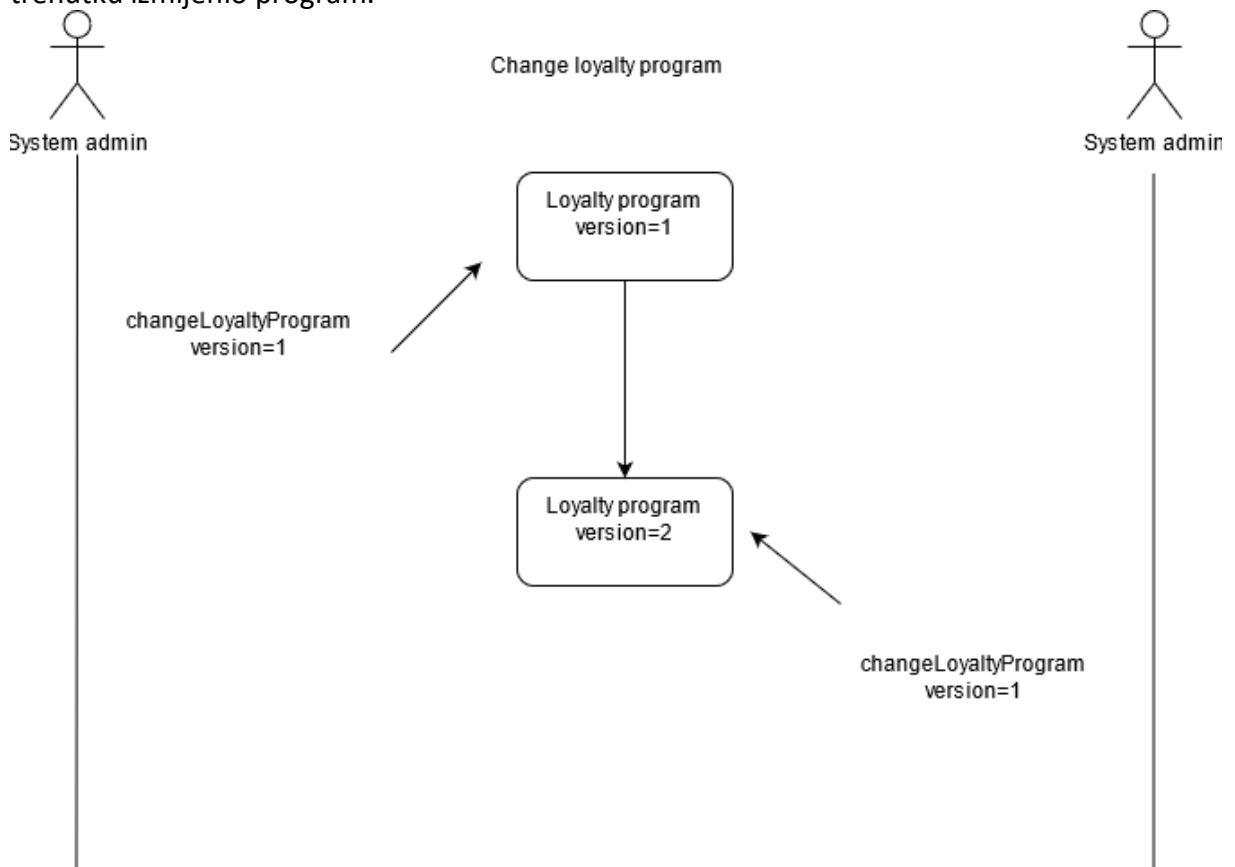 trenutku izmijenio program.
Change loyalty program
System admin
System admin
Loyalty program
version=1
changeLoyaltyProgram
version=1
Loyalty program
version=2
changeLoyaltyProgram
version=1